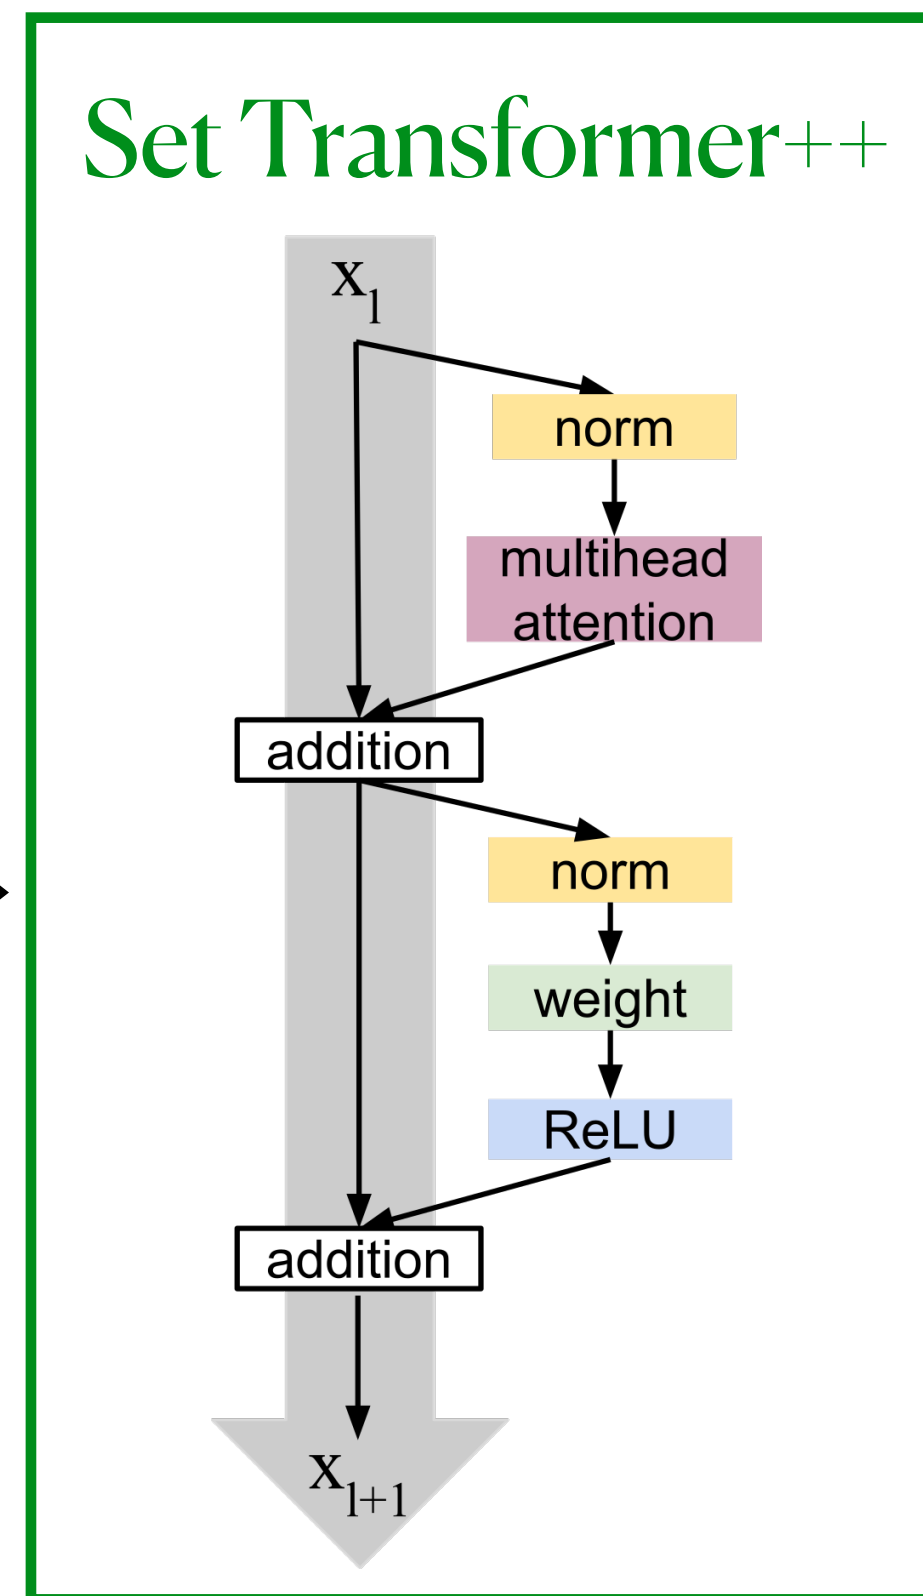 Set Transformer++
x_l
norm
multihead
attention
addition
norm
weight
ReLU
addition
x_l+1